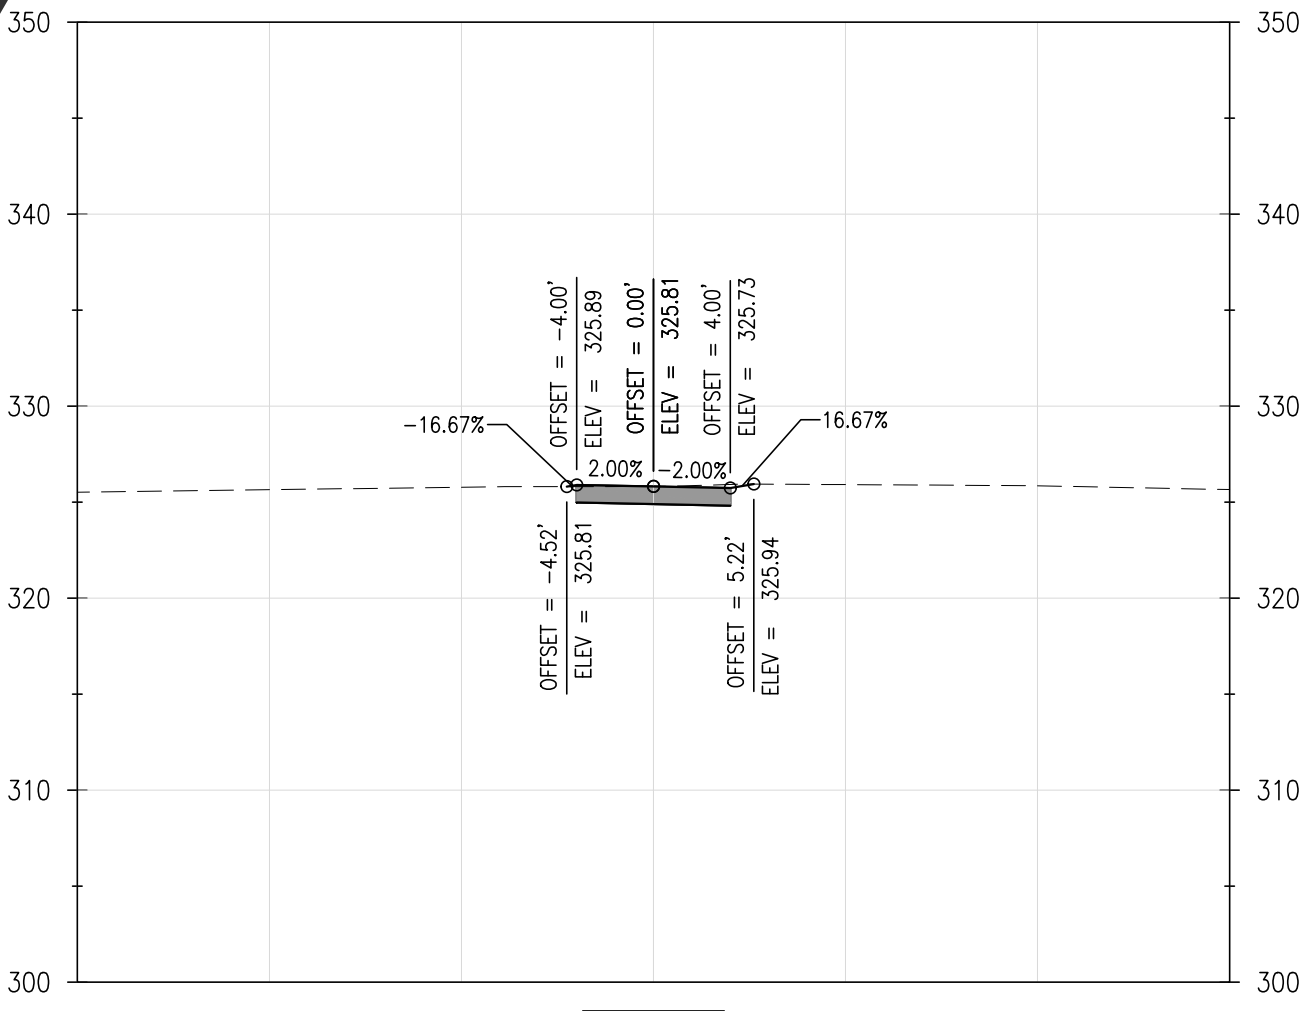 350 350
340 340
OFFSET = -4.00'
ELEV = 325.89
OFFSET = 0.00'
ELEV = 325.81
OFFSET = 4.00'
ELEV = 325.73
330 330
-16.67% 16.67%
2.00% -2.00%
OFFSET = -4.52'
ELEV = 325.81
OFFSET = 5.22'
ELEV = 325.94
320 320
310 310
300 300